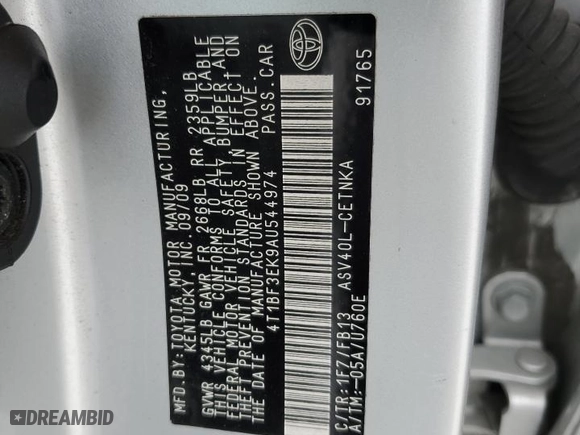 MFD.BY:TOYOTA MOTOR MANUFACTURING,
KENTUCKY, INC. 09/09
GVWR 4345LB GAWR FR 2668LB RR 2359LB
THIS VEHICLE CONFORMS TO ALL APPLICABLE
FEDERAL MOTOR VEHICLE SAFETY, BUMPER, AND
THEFT PREVENTION STANDARDS IN EFFECT ON
THE DATE OF MANUFACTURE SHOWN ABOVE.
4T1BF3EK9AU544974 PASS.CAR
C/TR:1F7/FB13 ASV40L-CETNKA
A/TM:-05A/U760E 91765
DREAMBID